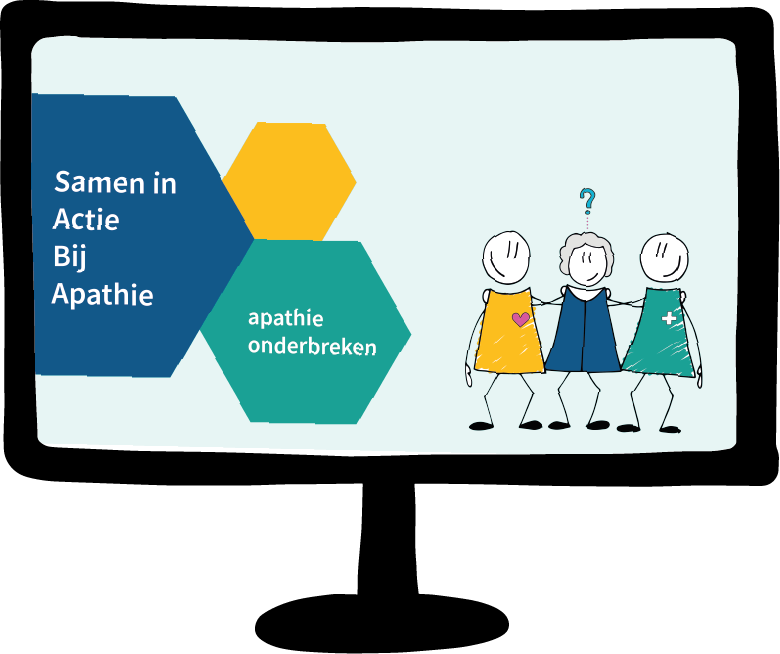 Samen in
Actie
Bij
Apathie
apathie
onderbreken
?